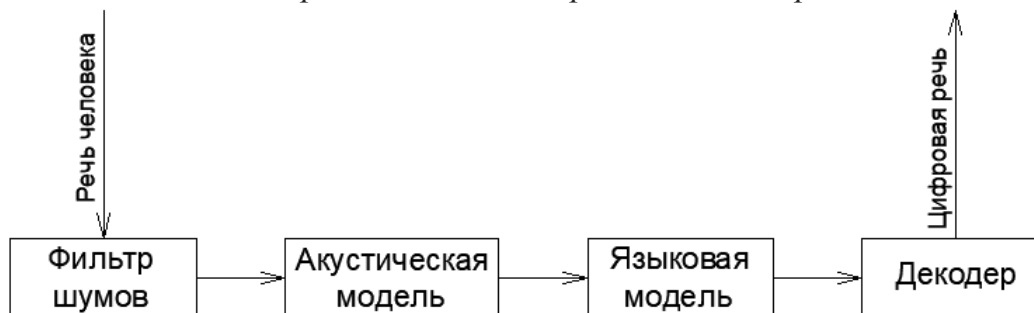 Речь человека
Цифровая речь
Фильтр
шумов
Акустическая
модель
Языковая
модель
Декодер